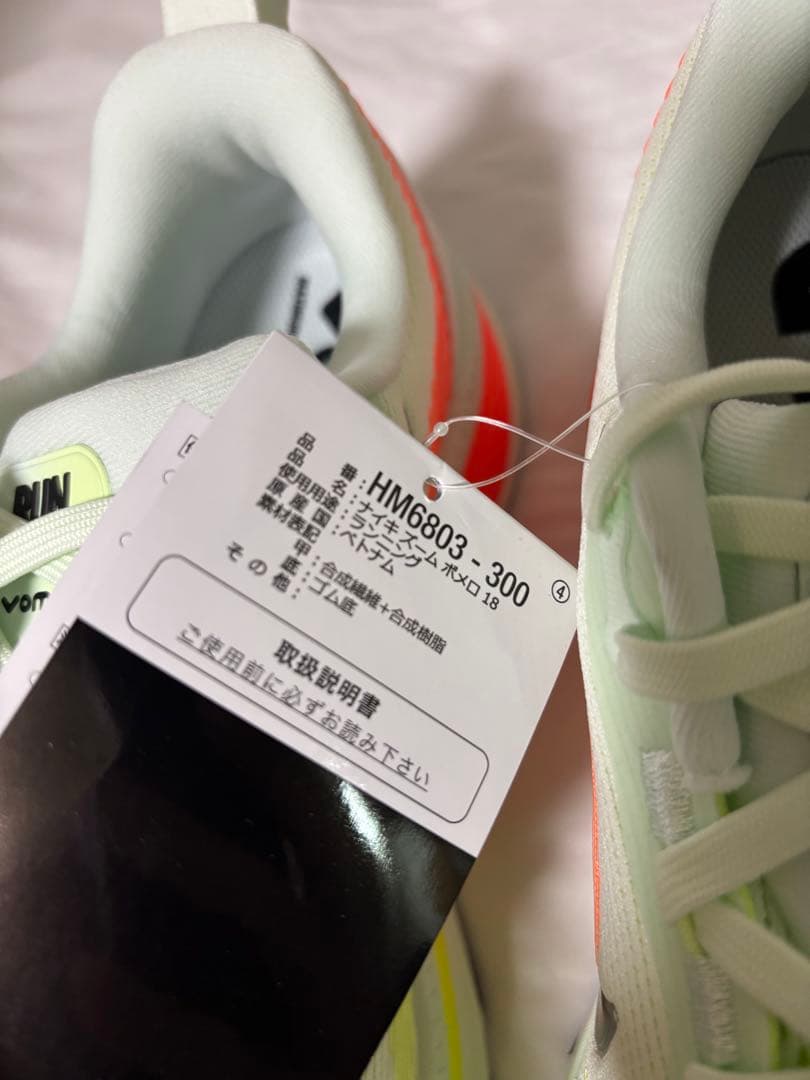 RUN
vom
品 番 : HM6803 - 300
品 名 : ナイキ ズーム ボメロ 18
使用用途 : ランニング
原 産 国 : ベトナム
素材表記
甲 : 合成繊維+合成樹脂
底 : ゴム底
そ の 他 :
④
取扱説明書
ご使用前に必ずお読み下さい